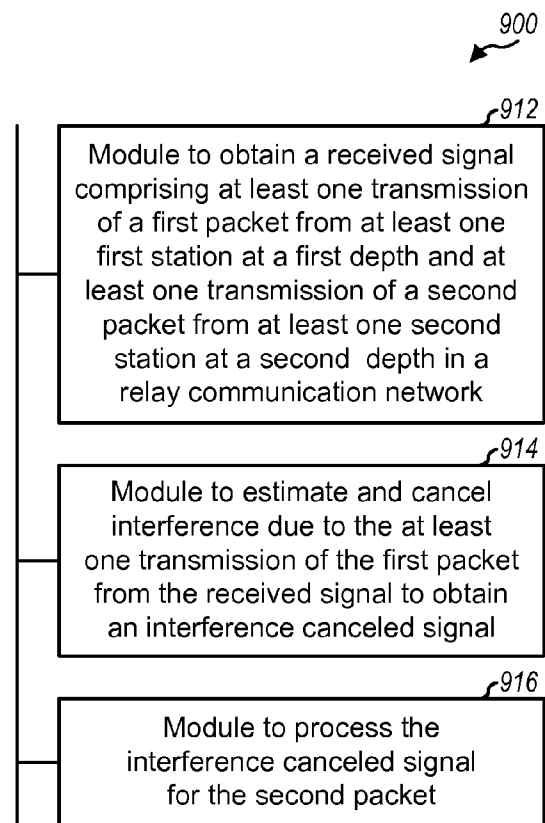 900
912
Module to obtain a received signal
comprising at least one transmission
of a first packet from at least one
first station at a first depth and at
least one transmission of a second
packet from at least one second
station at a second depth in a
relay communication network
914
Module to estimate and cancel
interference due to the at least
one transmission of the first packet
from the received signal to obtain
an interference canceled signal
916
Module to process the
interference canceled signal
for the second packet